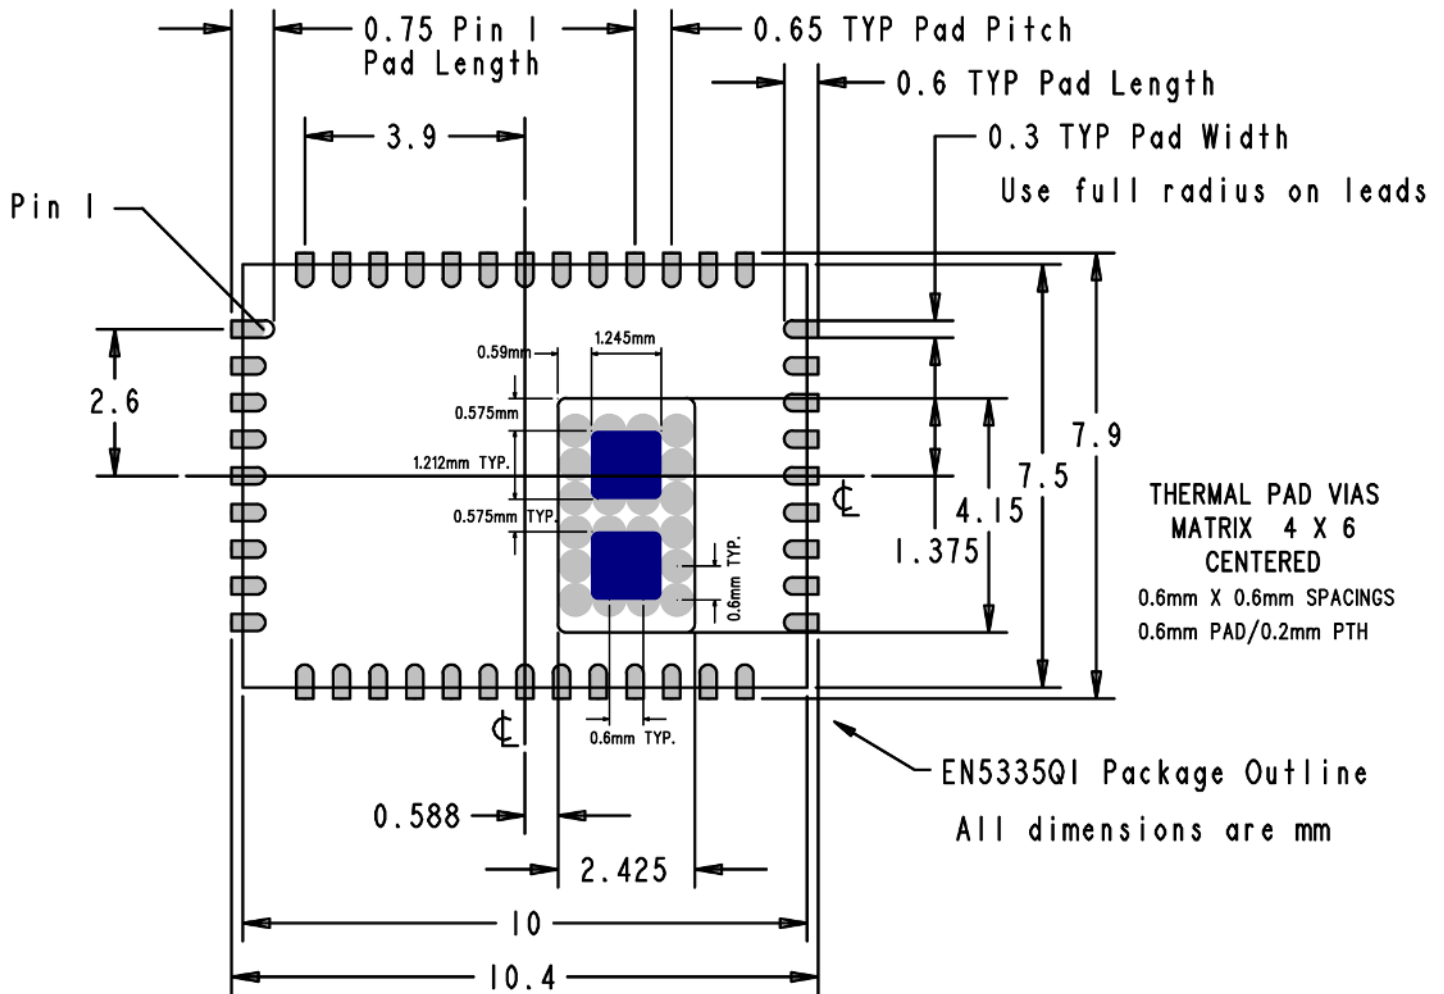 0.75 Pin 1
Pad Length
0.65 TYP Pad Pitch
0.6 TYP Pad Length
3.9
0.3 TYP Pad Width
Use full radius on leads
Pin 1
2.6
0.59mm
1.245mm
0.575mm
1.212mm TYP.
0.575mm TYP.
0.6mm TYP.
0.6mm TYP.
7.9
7.5
4.15
1.375
℄
℄
THERMAL PAD VIAS
MATRIX 4 X 6
CENTERED
0.6mm X 0.6mm SPACINGS
0.6mm PAD/0.2mm PTH
EN5335QI Package Outline
All dimensions are mm
0.588
2.425
10
10.4